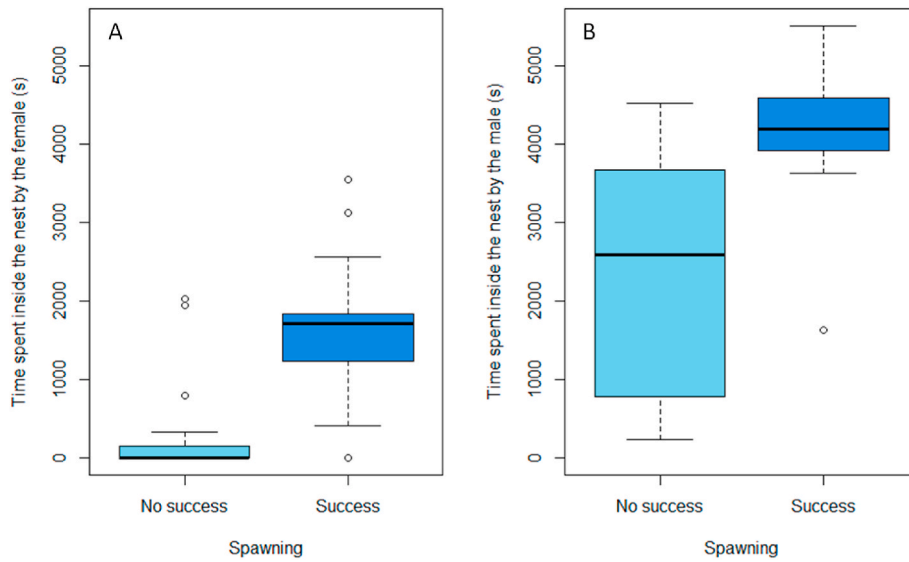 A
Time spent inside the nest by the female (s)
5000
4000
3000
2000
1000
0
No success
Success
Spawning
B
Time spent inside the nest by the male (s)
5000
4000
3000
2000
1000
0
No success
Success
Spawning